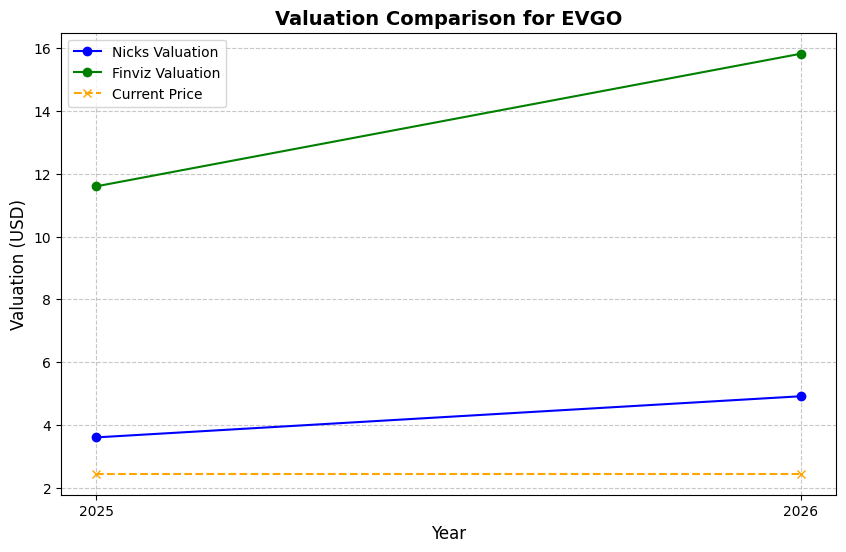 Valuation Comparison for EVGO
Nicks Valuation
Finviz Valuation
Current Price
Valuation (USD)
16
14
12
10
8
6
4
2
2025
2026
Year